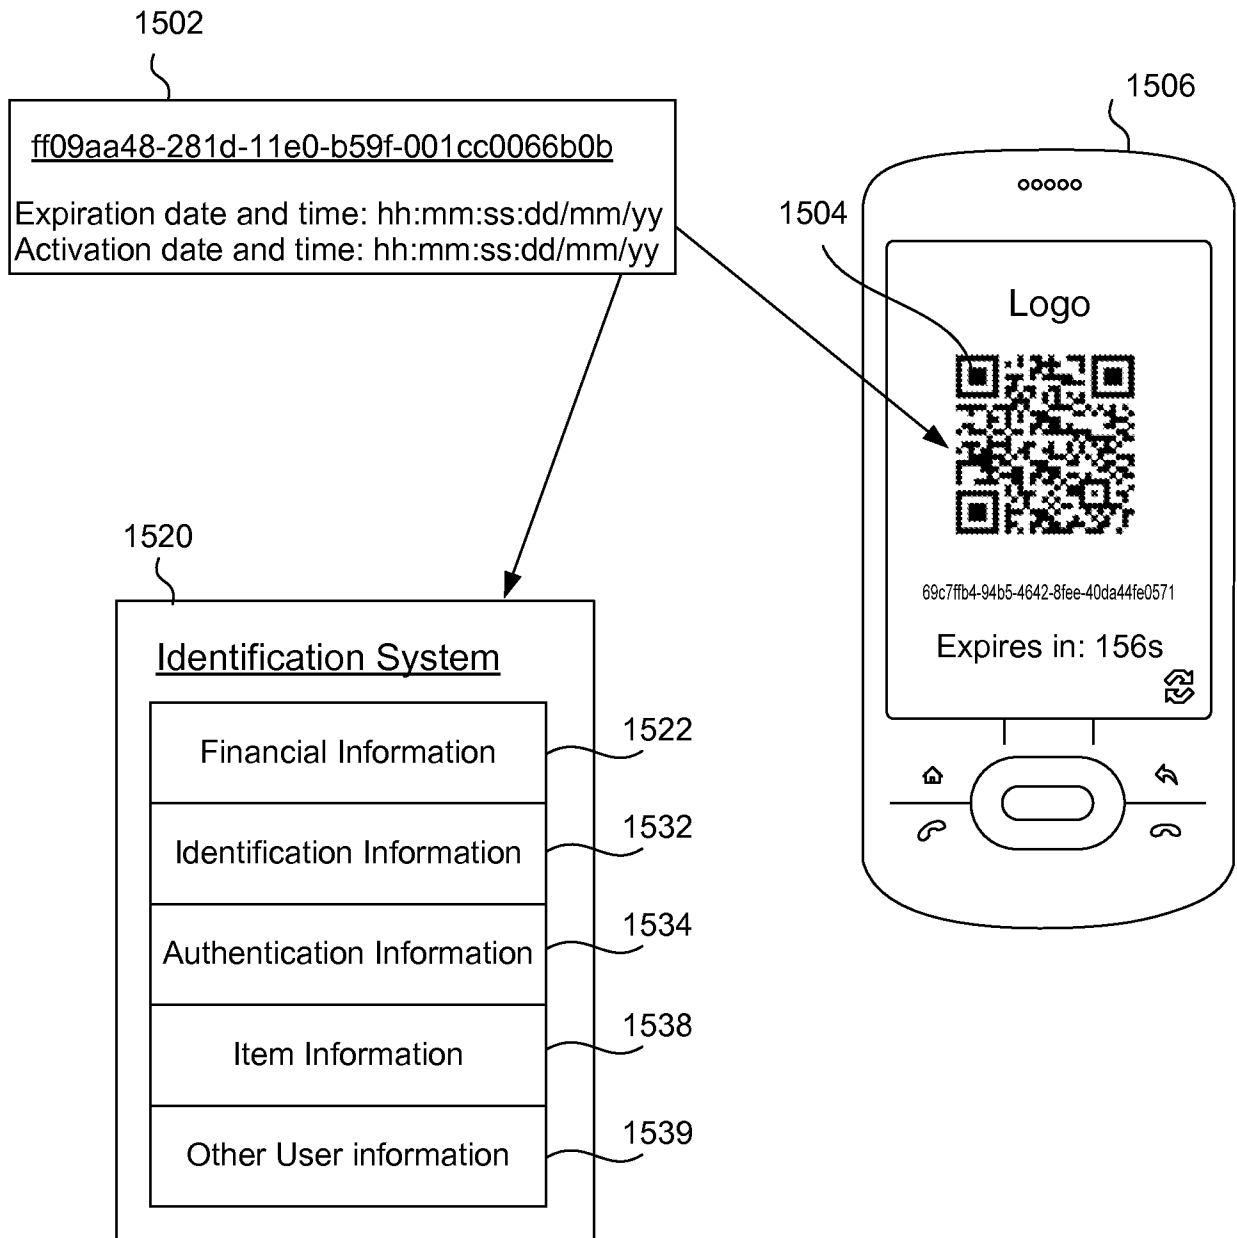 1502
ff09aa48-281d-11e0-b59f-001cc0066b0b
Expiration date and time: hh:mm:ss:dd/mm/yy
Activation date and time: hh:mm:ss:dd/mm/yy
1506
1504
Logo
69c7ffb4-94b5-4642-8fee-40da44fe0571
Expires in: 156s
1520
Identification System
Financial Information
1522
Identification Information
1532
Authentication Information
1534
Item Information
1538
Other User information
1539